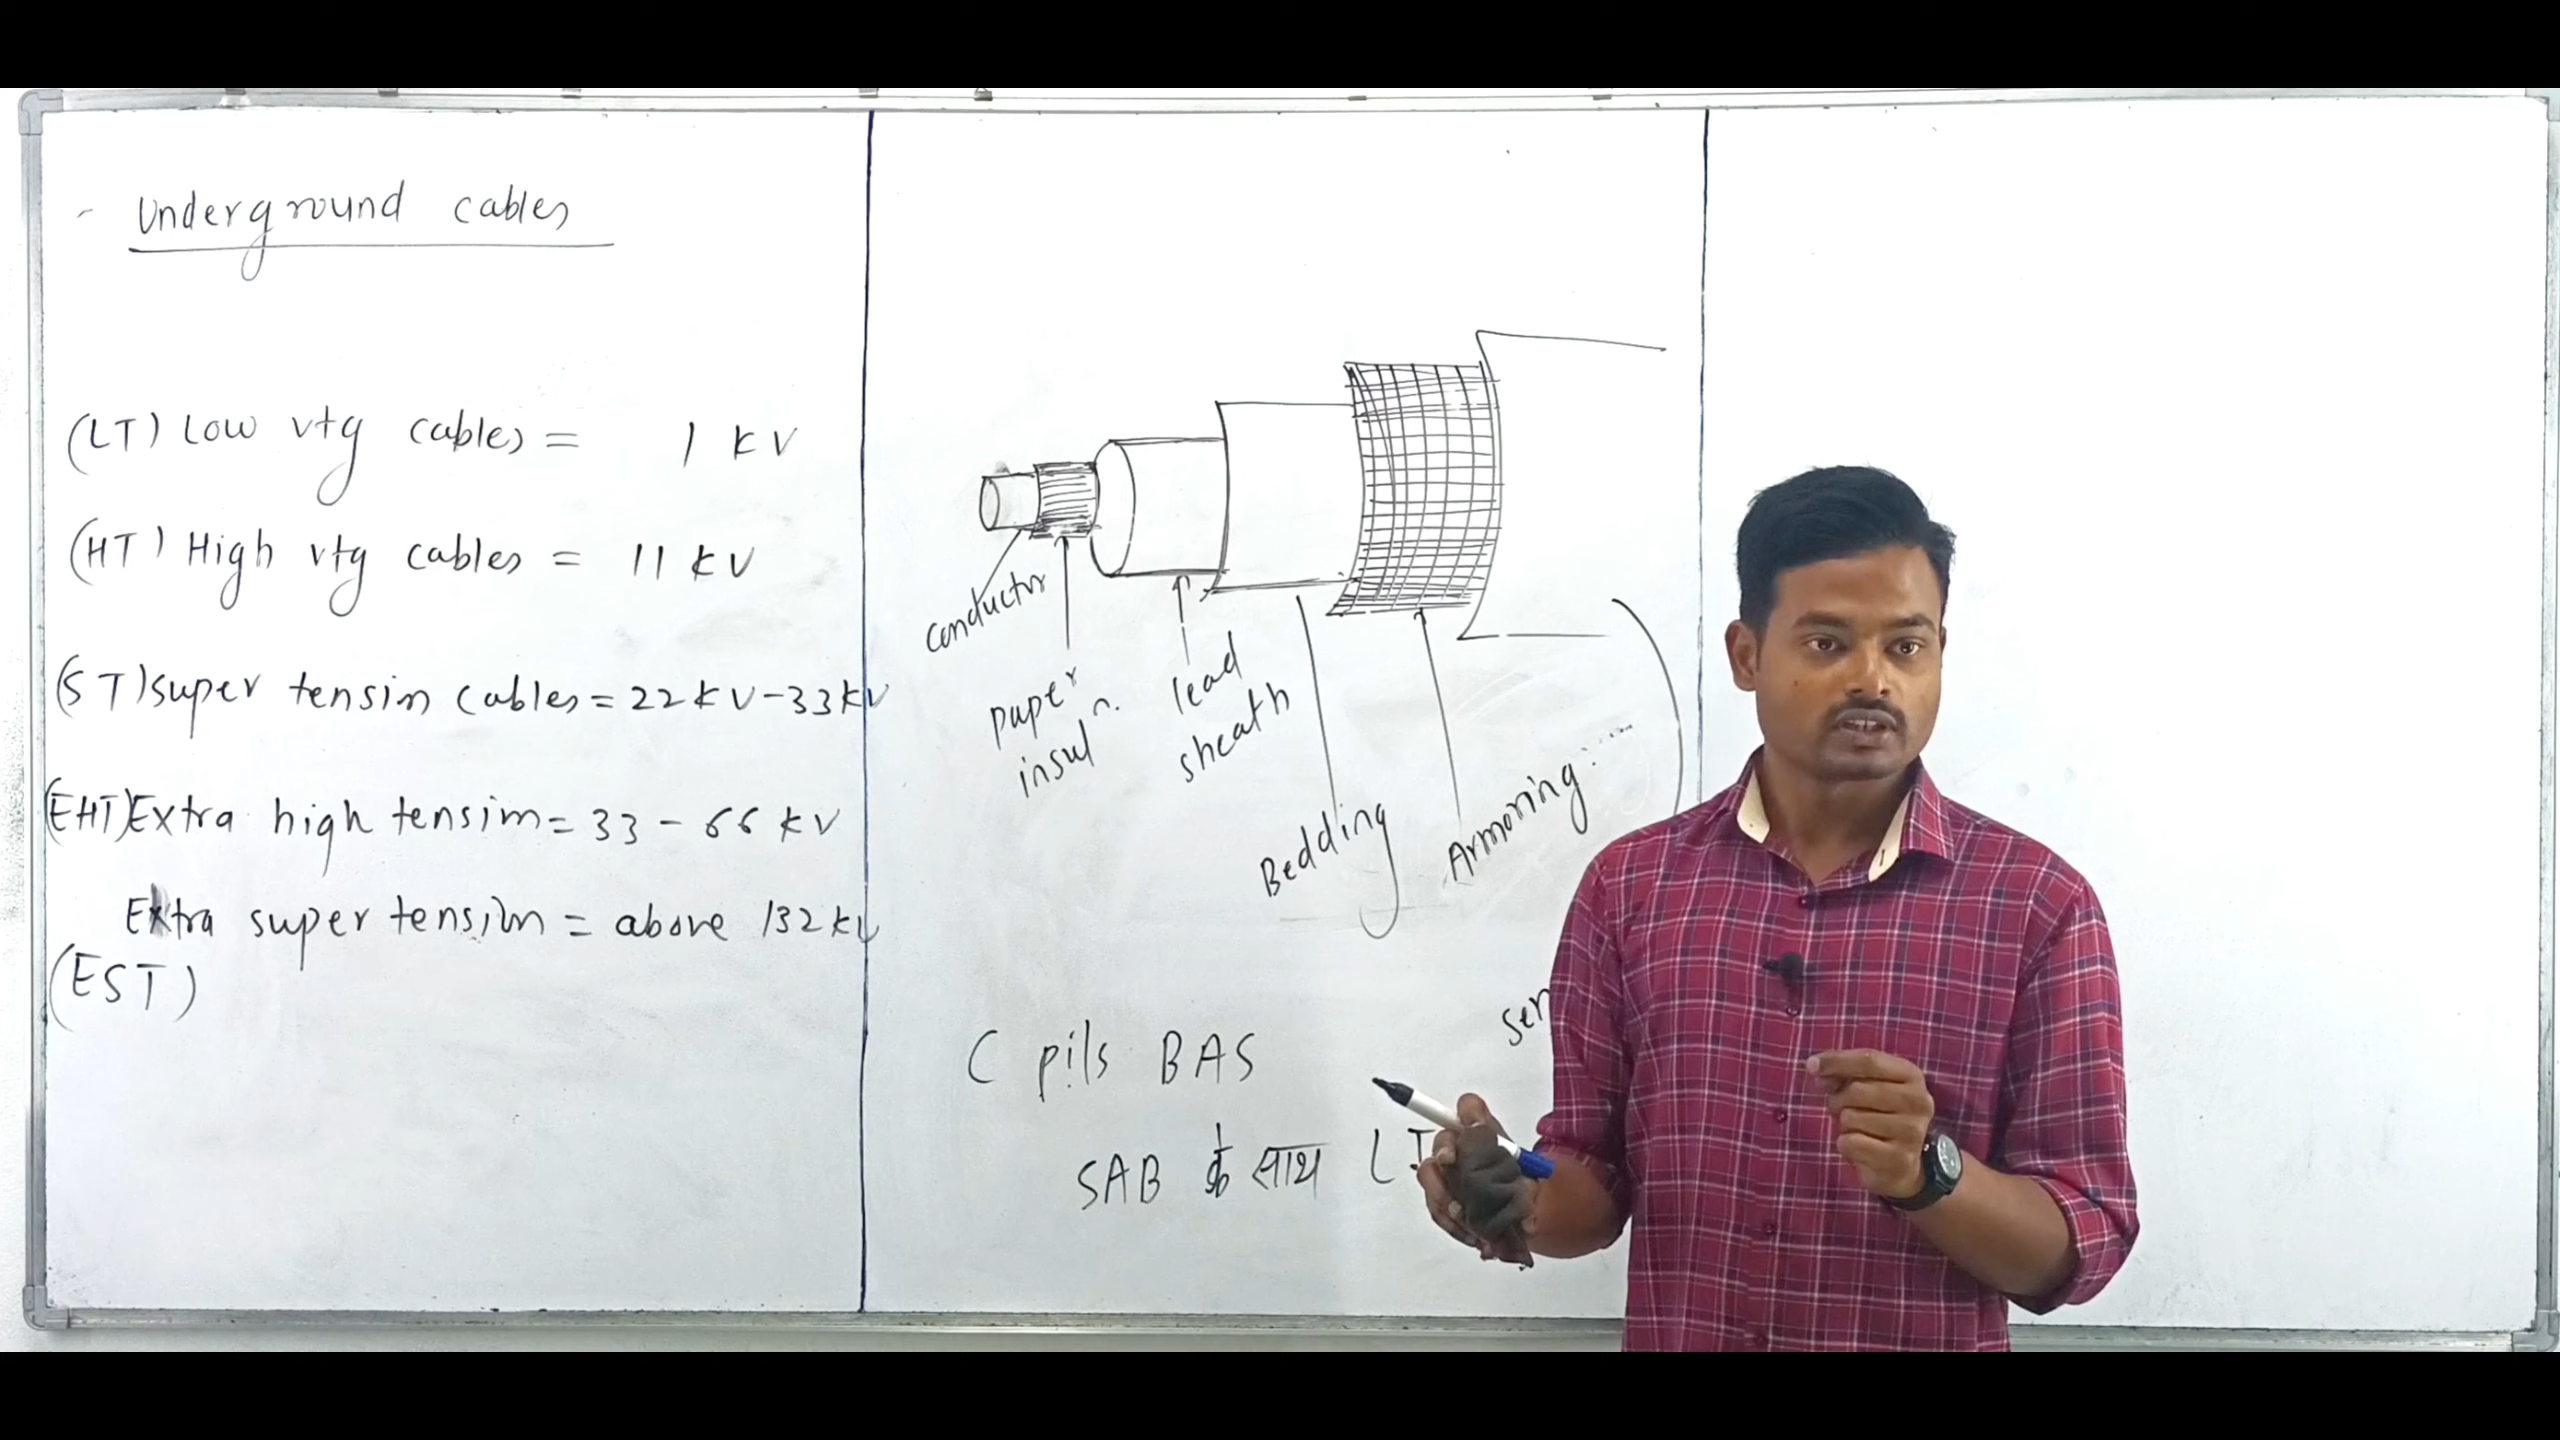 Underground cables
(LT) Low vtg cables = 1 KV
(HT) High vtg cables = 11 KV
(ST) super tension cables = 22 KV - 33 KV
(EHT) Extra high tension = 33 - 66 KV
Extra super tension = above 132 KV
(EST)
conductor
paper
insuln.
lead
sheath
Bedding
Armoring
C pils BAS
SAB के साथ